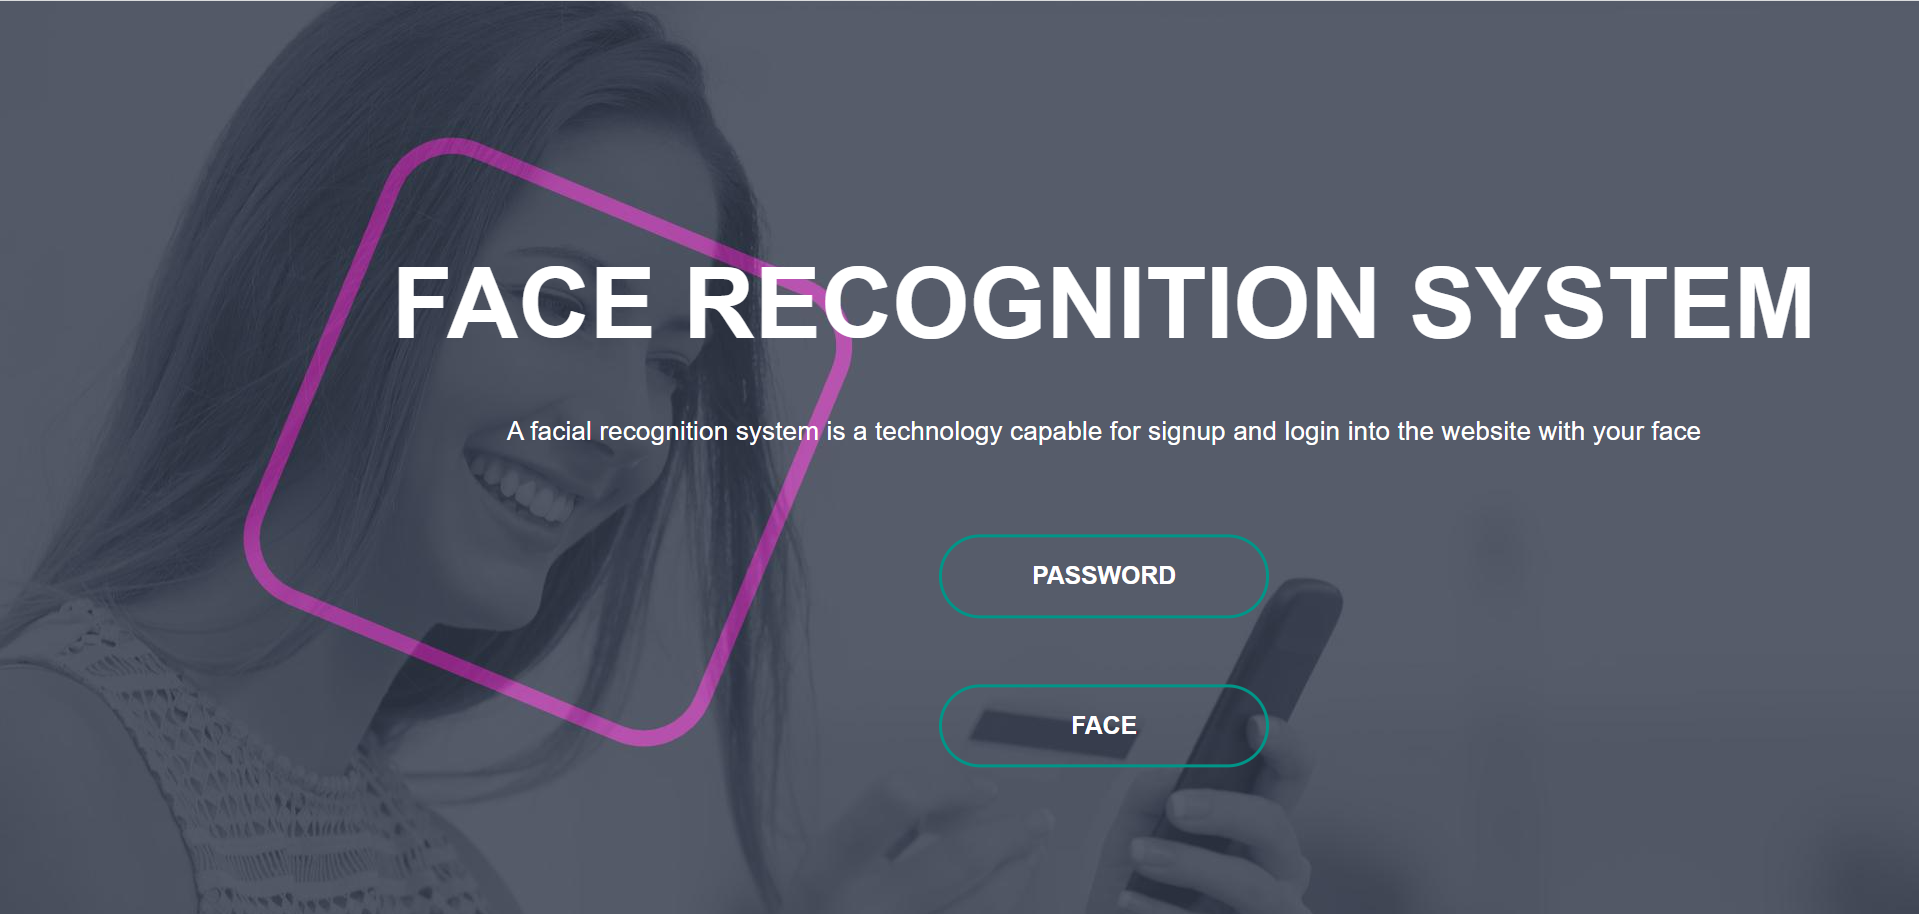 FACE RECOGNITION SYSTEM
A facial recognition system is a technology capable for signup and login into the website with your face
PASSWORD
FACE